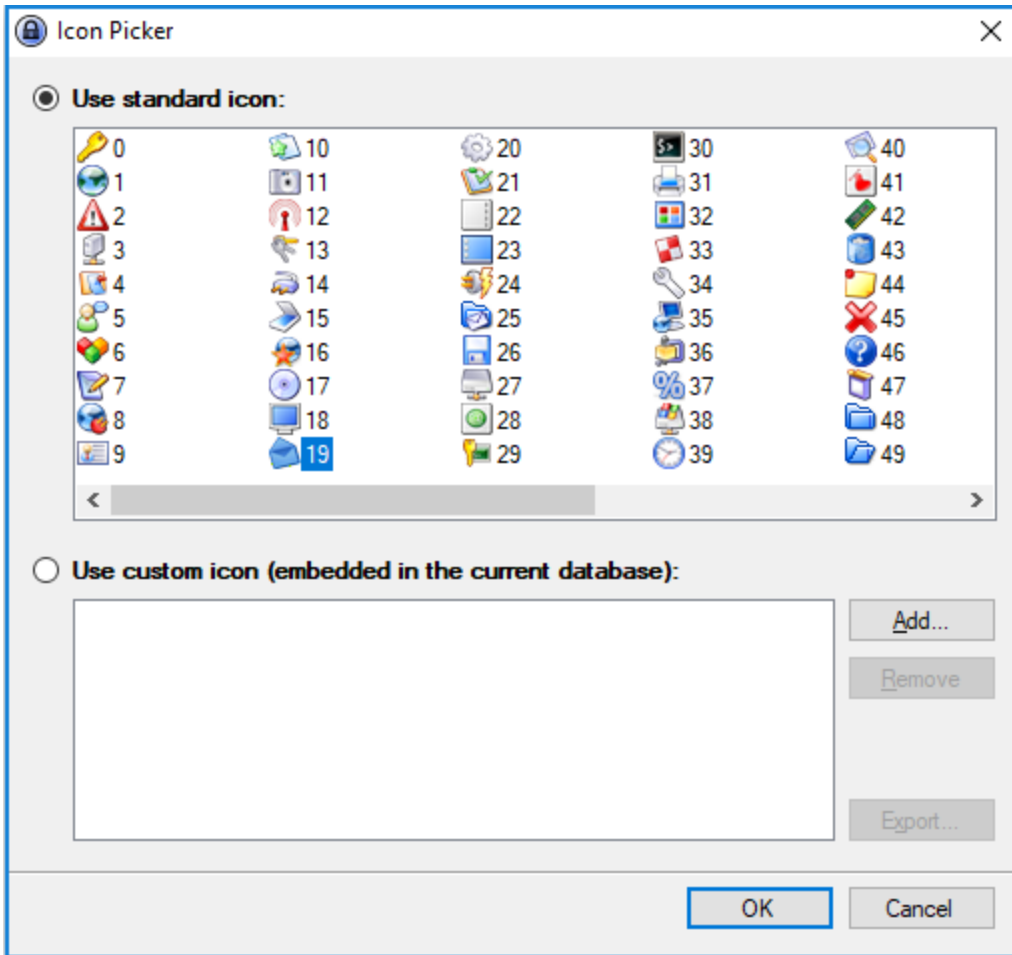 Icon Picker
Use standard icon:
0 10 20 30 40
1 11 21 31 41
2 12 22 32 42
3 13 23 33 43
4 14 24 34 44
5 15 25 35 45
6 16 26 36 46
7 17 27 37 47
8 18 28 38 48
9 19 29 39 49
Use custom icon (embedded in the current database):
Add...
Remove
Export...
OK Cancel